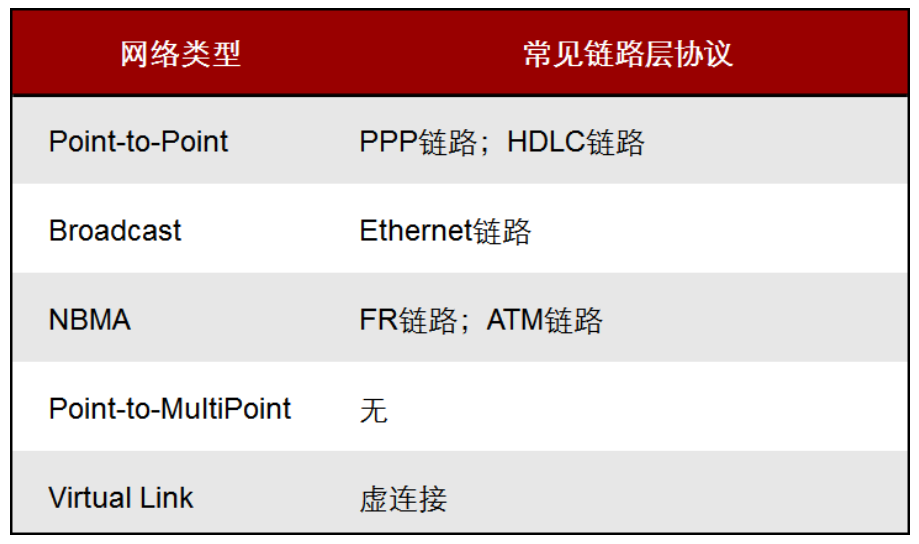 网络类型 常见链路层协议
Point-to-Point PPP链路；HDLC链路
Broadcast Ethernet链路
NBMA FR链路；ATM链路
Point-to-MultiPoint 无
Virtual Link 虚连接